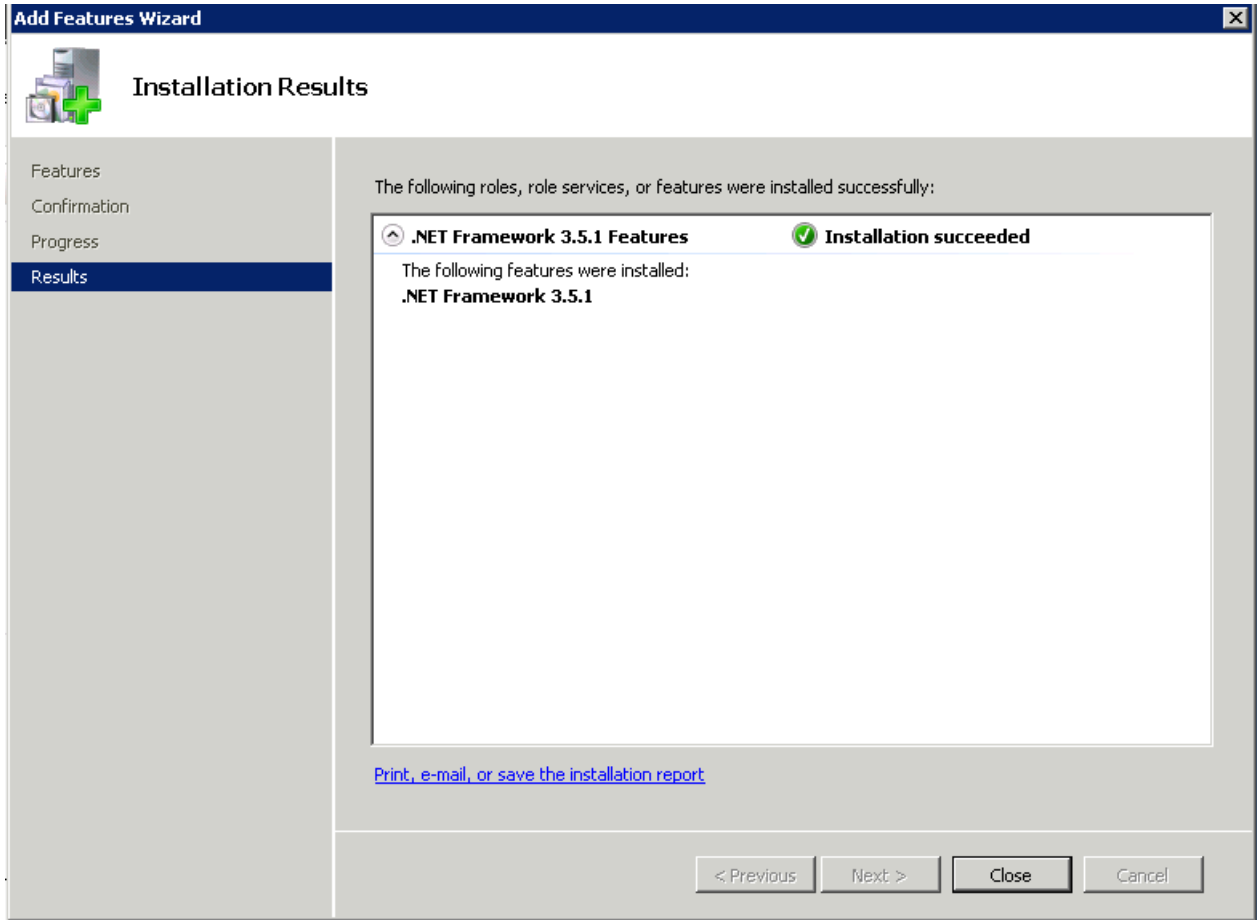 Add Features Wizard
Installation Results
Features
Confirmation
Progress
Results
The following roles, role services, or features were installed successfully:
.NET Framework 3.5.1 Features
Installation succeeded
The following features were installed:
.NET Framework 3.5.1
Print, e-mail, or save the installation report
< Previous
Next >
Close
Cancel